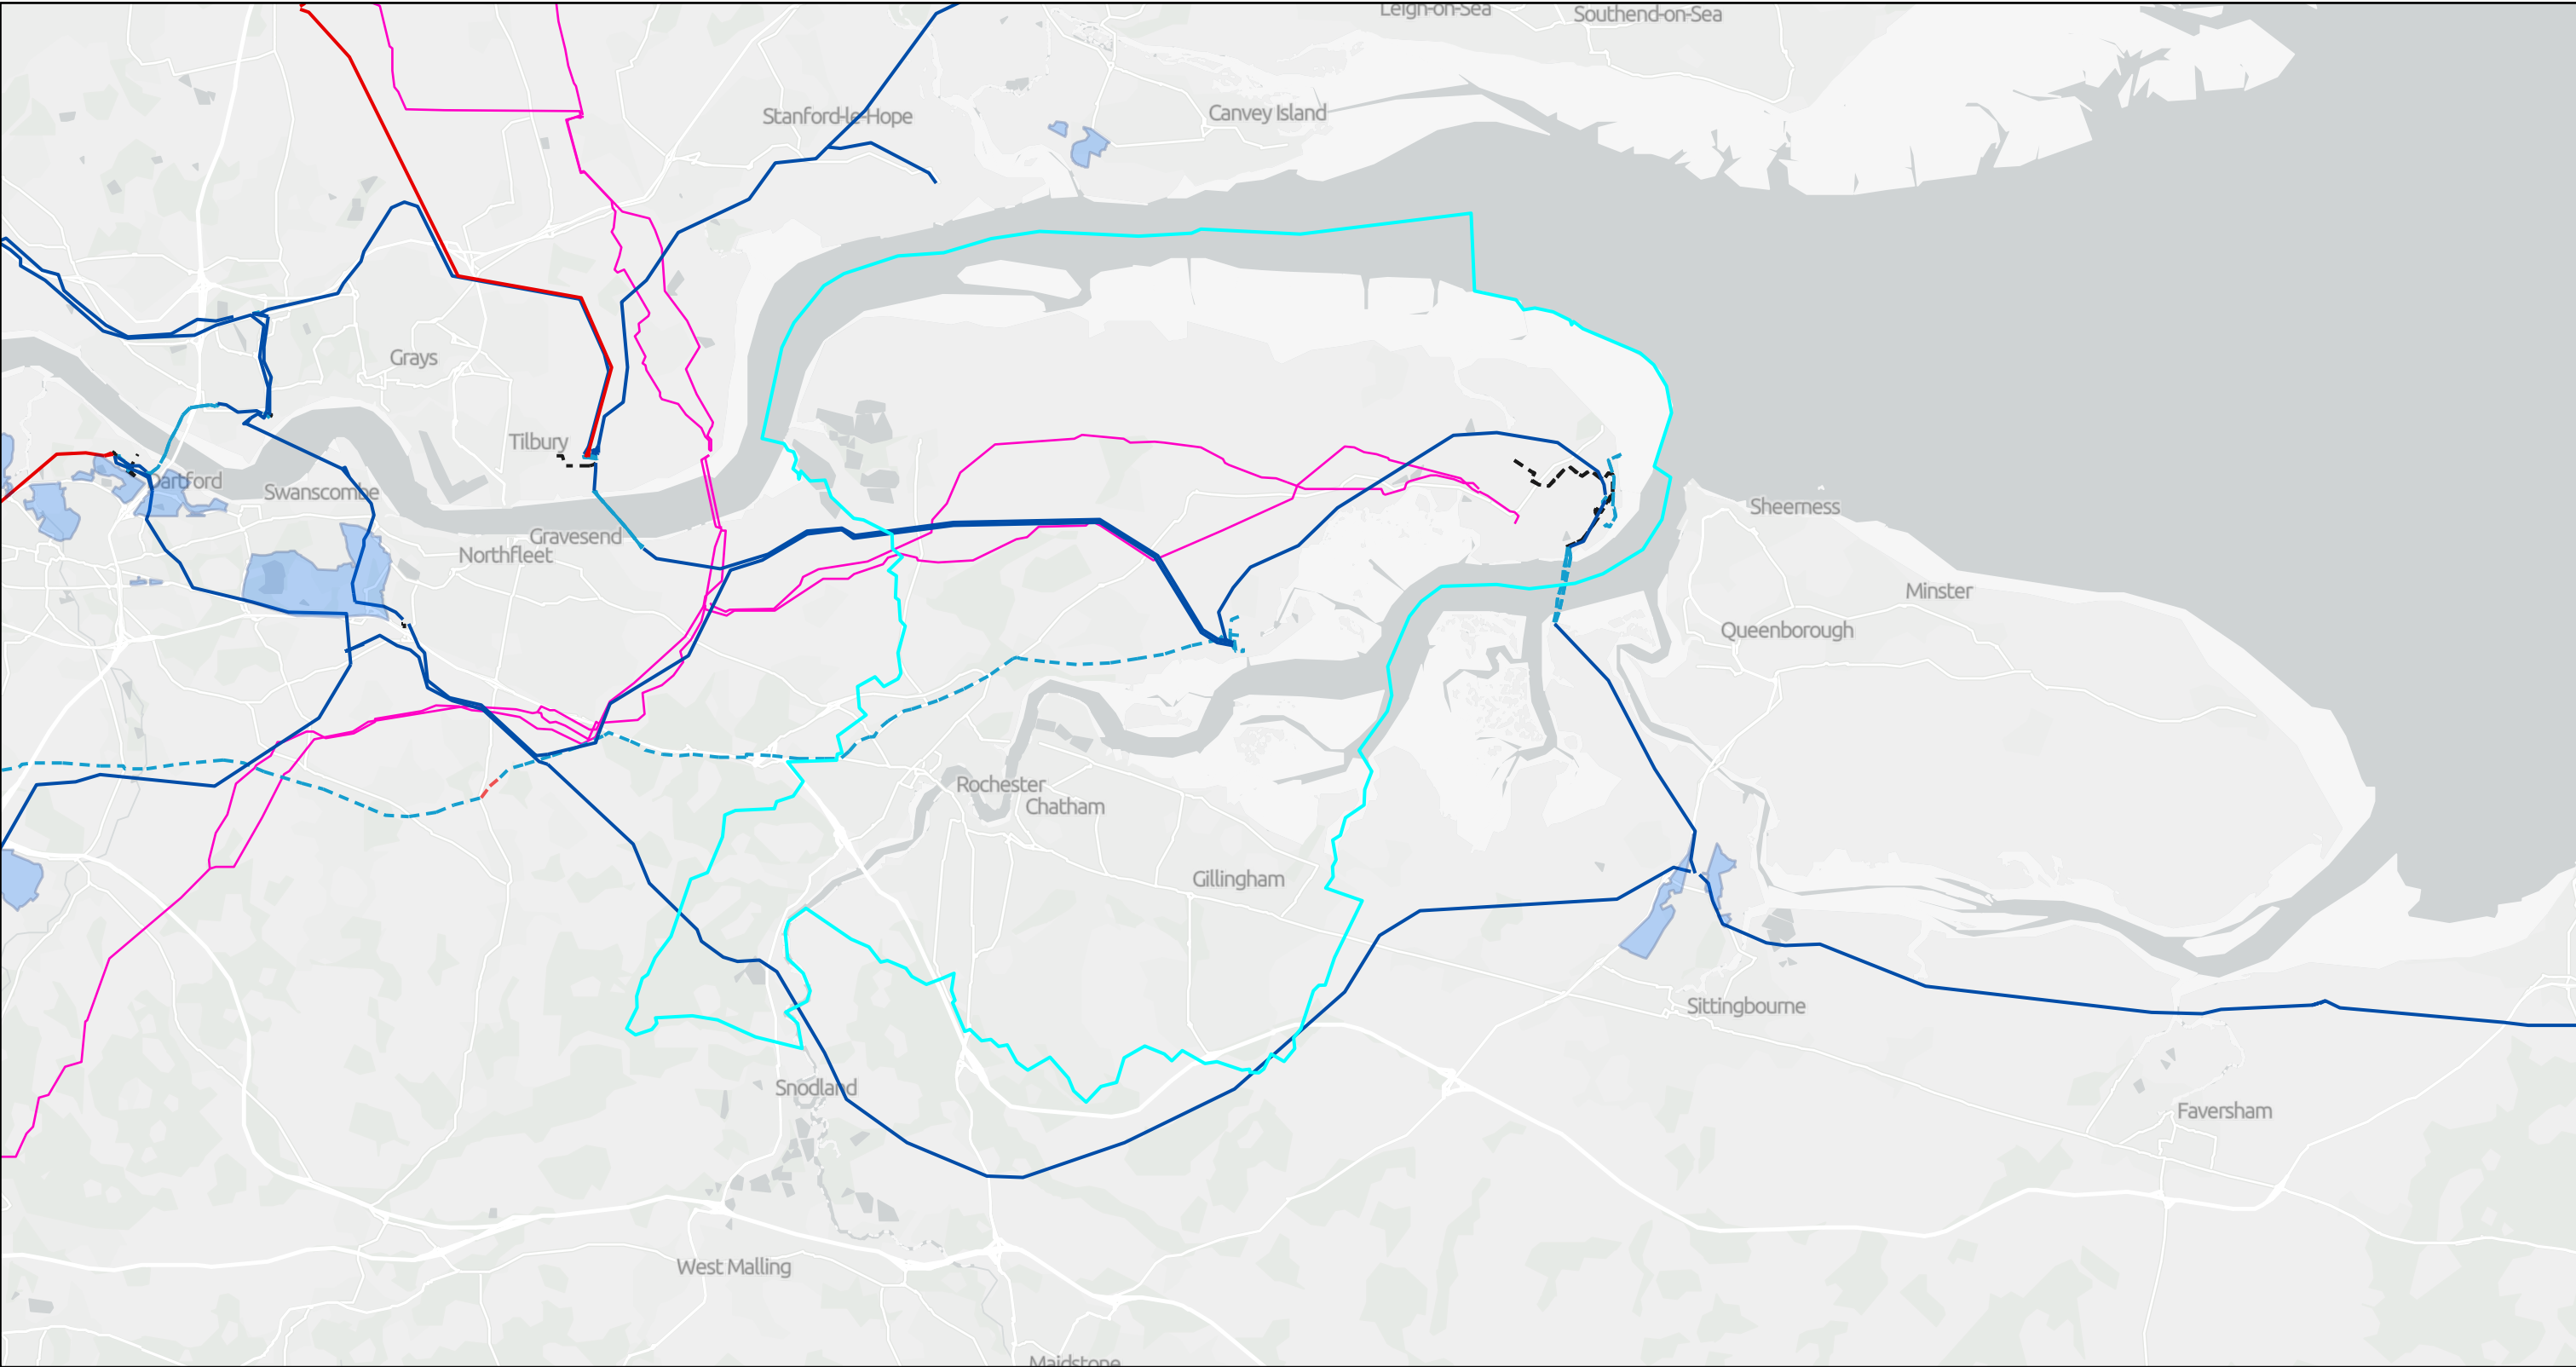 Leigh-on-Sea
Southend-on-Sea
Stanford-le-Hope
Canvey Island
Grays
Tilbury
Dartford
Swanscombe
Gravesend
Northfleet
Sheerness
Minster
Queenborough
Rochester
Chatham
Gillingham
Sittingbourne
Snodland
Faversham
West Malling
Maidstone